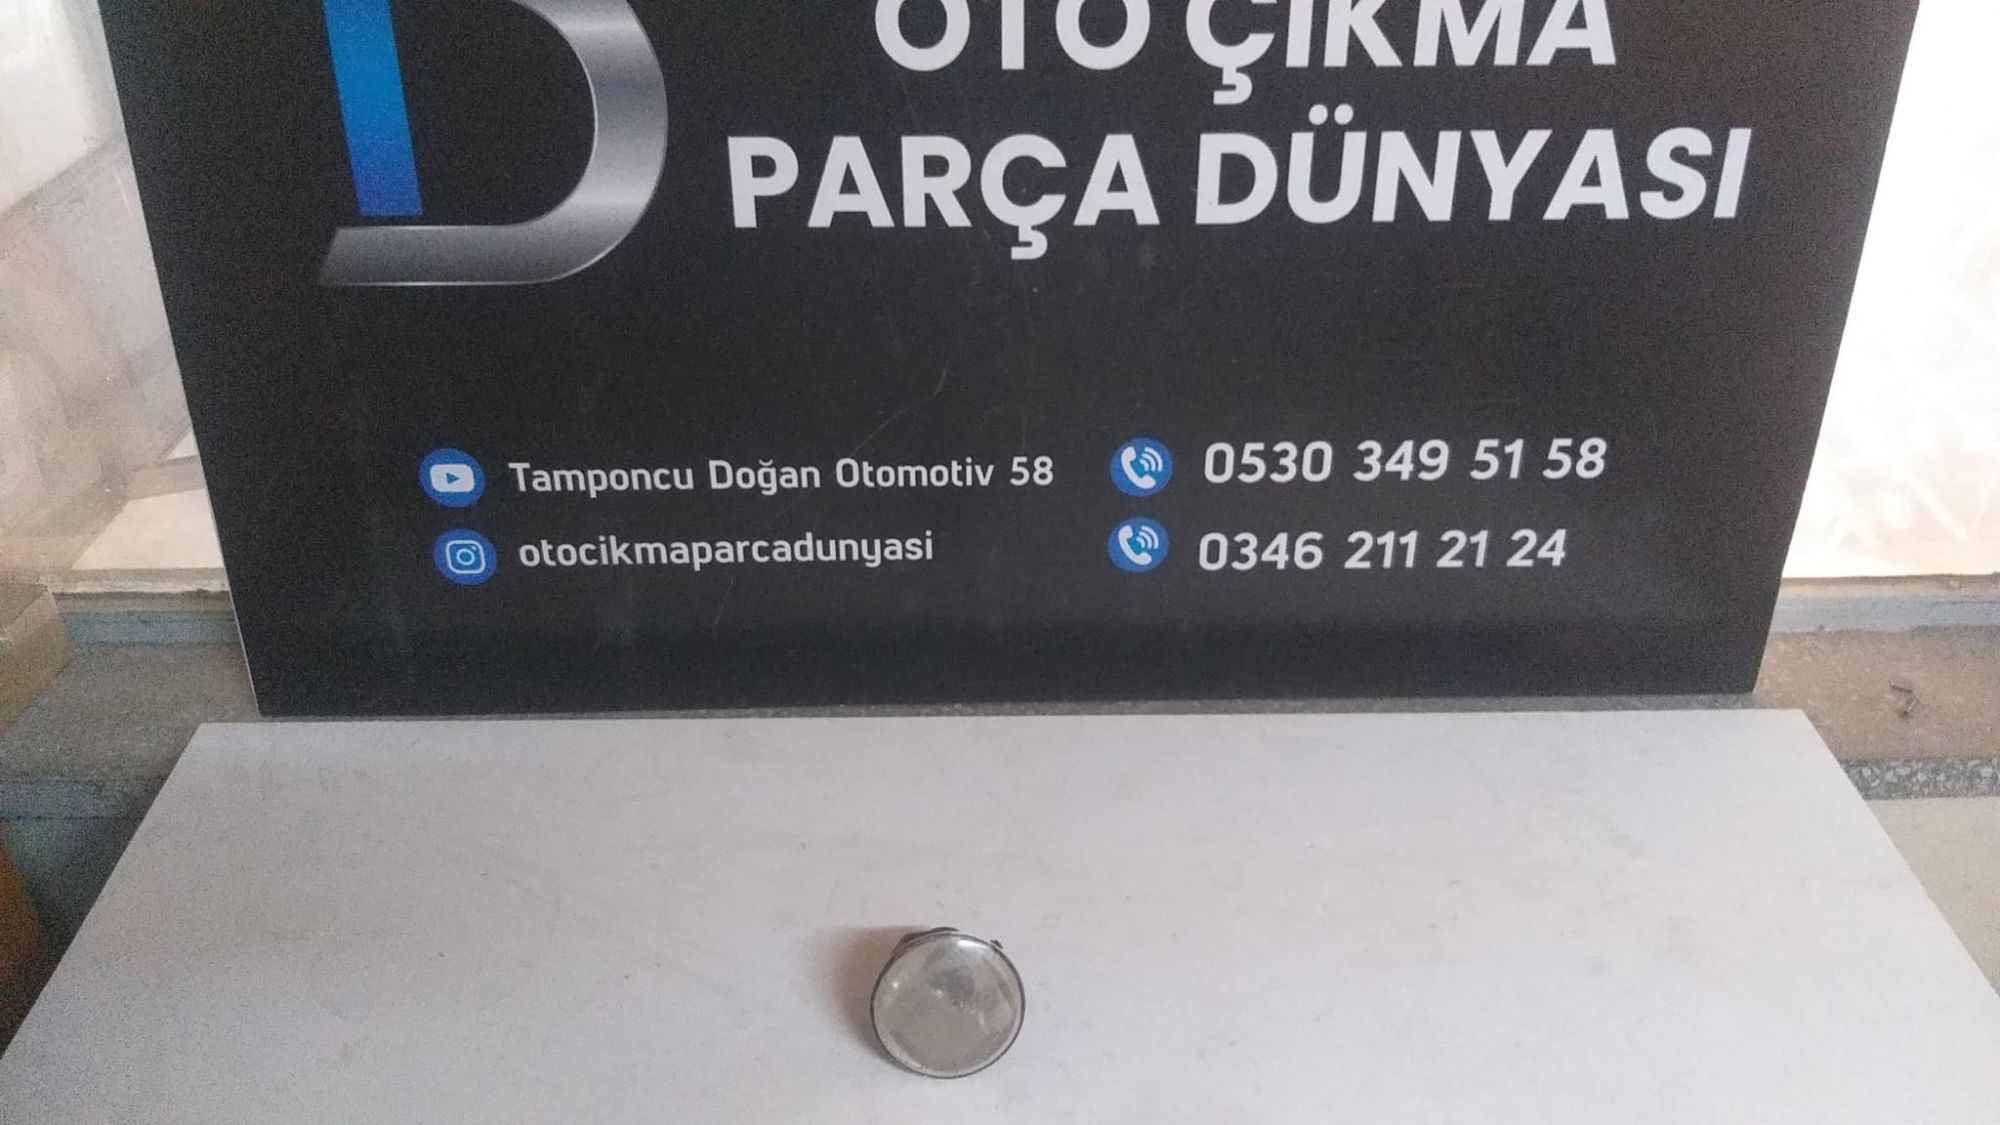 OTO ÇIKMA
PARÇA DÜNYASI
Tamponcu Doğan Otomotiv 58
otocikmaparcadunyasi
0530 349 51 58
0346 211 21 24